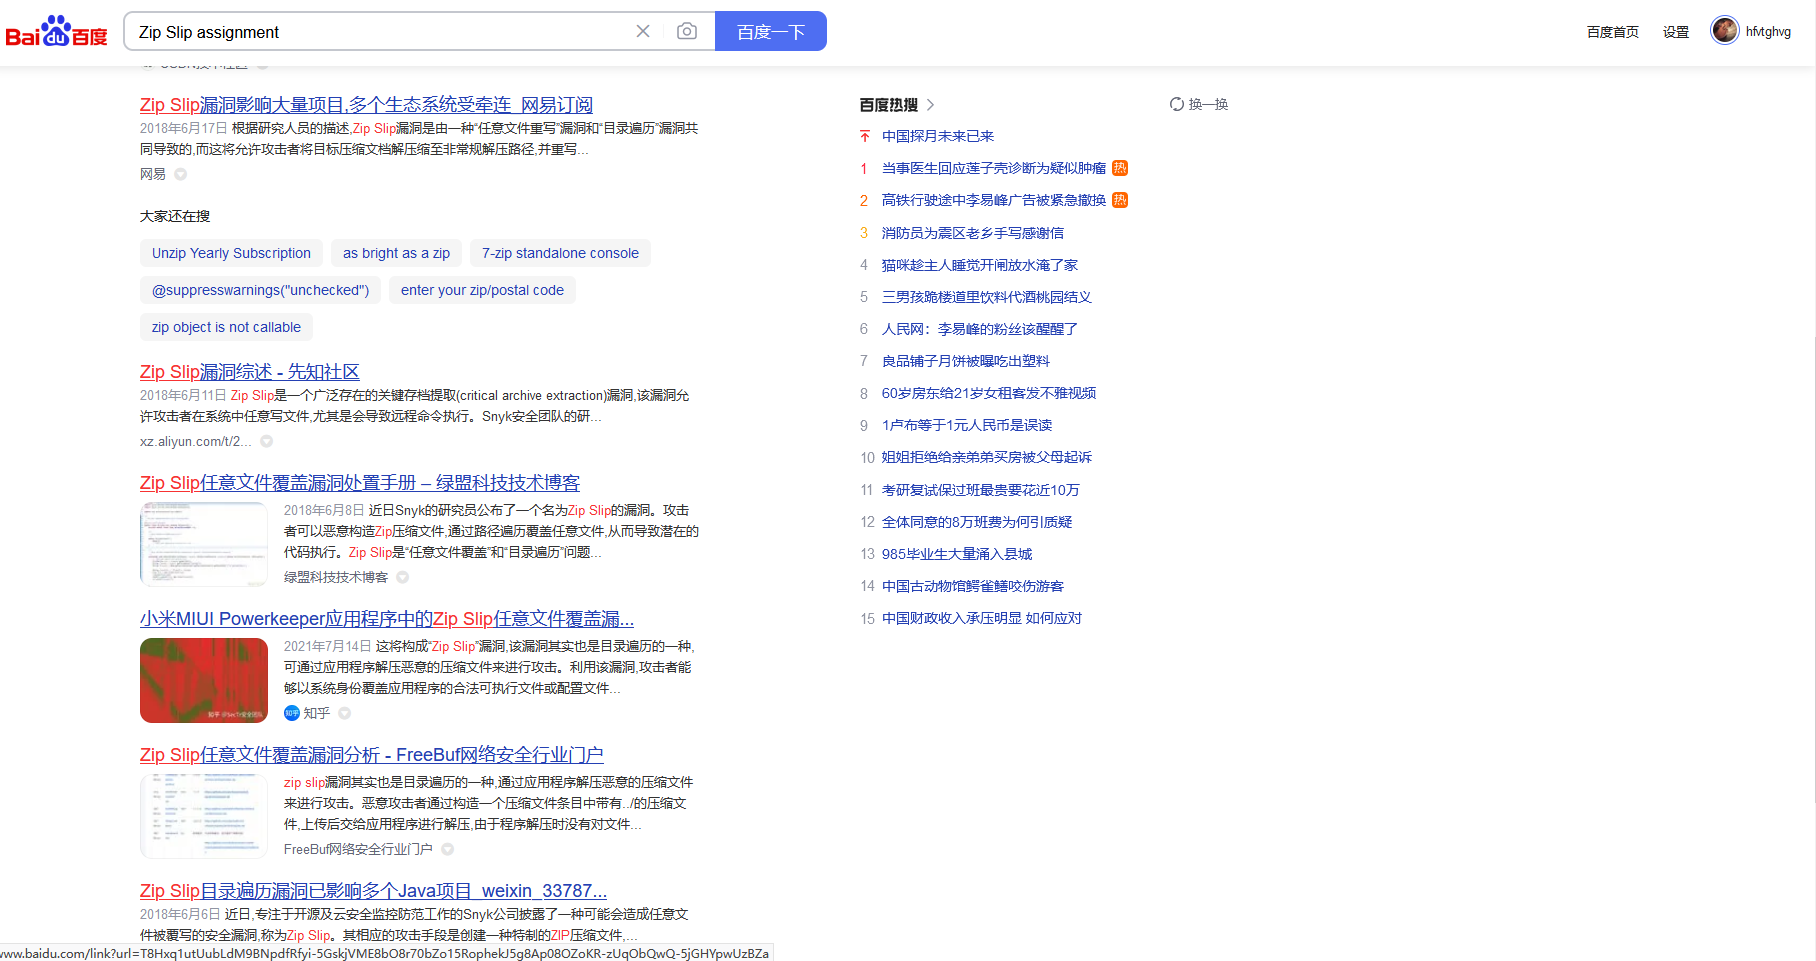 Bai du 百度
Zip Slip assignment
百度一下
百度首页 设置 hfvtghvg
Zip Slip漏洞影响大量项目,多个生态系统受牵连_网易订阅
2018年6月17日 根据研究人员的描述,Zip Slip漏洞是由一种“任意文件重写”漏洞和“目录遍历”漏洞共
同导致的,而这将允许攻击者将目标压缩文档解压缩至非常规解压路径,并重写...
网易
大家还在搜
Unzip Yearly Subscription
as bright as a zip
7-zip standalone console
@suppresswarnings("unchecked")
enter your zip/postal code
zip object is not callable
Zip Slip漏洞综述 - 先知社区
2018年6月11日 Zip Slip是一个广泛存在的关键存档提取(critical archive extraction)漏洞,该漏洞允
许攻击者在系统中任意写文件,尤其是会导致远程命令执行。Snyk安全团队的研...
xz.aliyun.com/t/2...
Zip Slip任意文件覆盖漏洞处置手册 – 绿盟科技技术博客
2018年6月8日 近日Snyk的研究员公布了一个名为Zip Slip的漏洞。攻击
者可以恶意构造Zip压缩文件,通过路径遍历覆盖任意文件,从而导致潜在的
代码执行。Zip Slip是“任意文件覆盖”和“目录遍历”问题...
绿盟科技技术博客
小米MIUI Powerkeeper应用程序中的Zip Slip任意文件覆盖漏...
2021年7月14日 这将构成“Zip Slip”漏洞,该漏洞其实也是目录遍历的一种,
可通过应用程序解压恶意的压缩文件来进行攻击。利用该漏洞,攻击者能
够以系统身份覆盖应用程序的合法可执行文件或配置文件...
知乎 知乎
Zip Slip任意文件覆盖漏洞分析 - FreeBuf网络安全行业门户
zip slip漏洞其实也是目录遍历的一种,通过应用程序解压恶意的压缩文件
来进行攻击。恶意攻击者通过构造一个压缩文件条目中带有../的压缩文
件,上传后交给应用程序进行解压,由于程序解压时没有对文件...
FreeBuf网络安全行业门户
Zip Slip目录遍历漏洞已影响多个Java项目_weixin_33787...
2018年6月6日 近日,专注于开源及云安全监控防范工作的Snyk公司披露了一种可能会造成任意文
件被覆写的安全漏洞,称为Zip Slip。其相应的攻击手段是创建一种特制的ZIP压缩文件,...
www.baidu.com/link?url=T8Hxq1utUubLdM9BNpdfRfyi-5GskjVME8bO8r70bZo15RophekJ5g8Ap08OZoKR-zUqObQwQ-5jGHYpwUzBZa
百度热搜
换一换
中国探月未来已来
1 当事医生回应莲子壳诊断为疑似肿瘤 热
2 高铁行驶途中李易峰广告被紧急撤换 热
3 消防员为震区老乡手写感谢信
4 猫咪趁主人睡觉开闸放水淹了家
5 三男孩跪楼道里饮料代酒桃园结义
6 人民网：李易峰的粉丝该醒醒了
7 良品铺子月饼被曝吃出塑料
8 60岁房东给21岁女租客发不雅视频
9 1卢布等于1元人民币是误读
10 姐姐拒绝给亲弟弟买房被父母起诉
11 考研复试保过班最贵要花近10万
12 全体同意的8万班费为何引质疑
13 985毕业生大量涌入县城
14 中国古动物馆鳄雀鳝咬伤游客
15 中国财政收入承压明显 如何应对